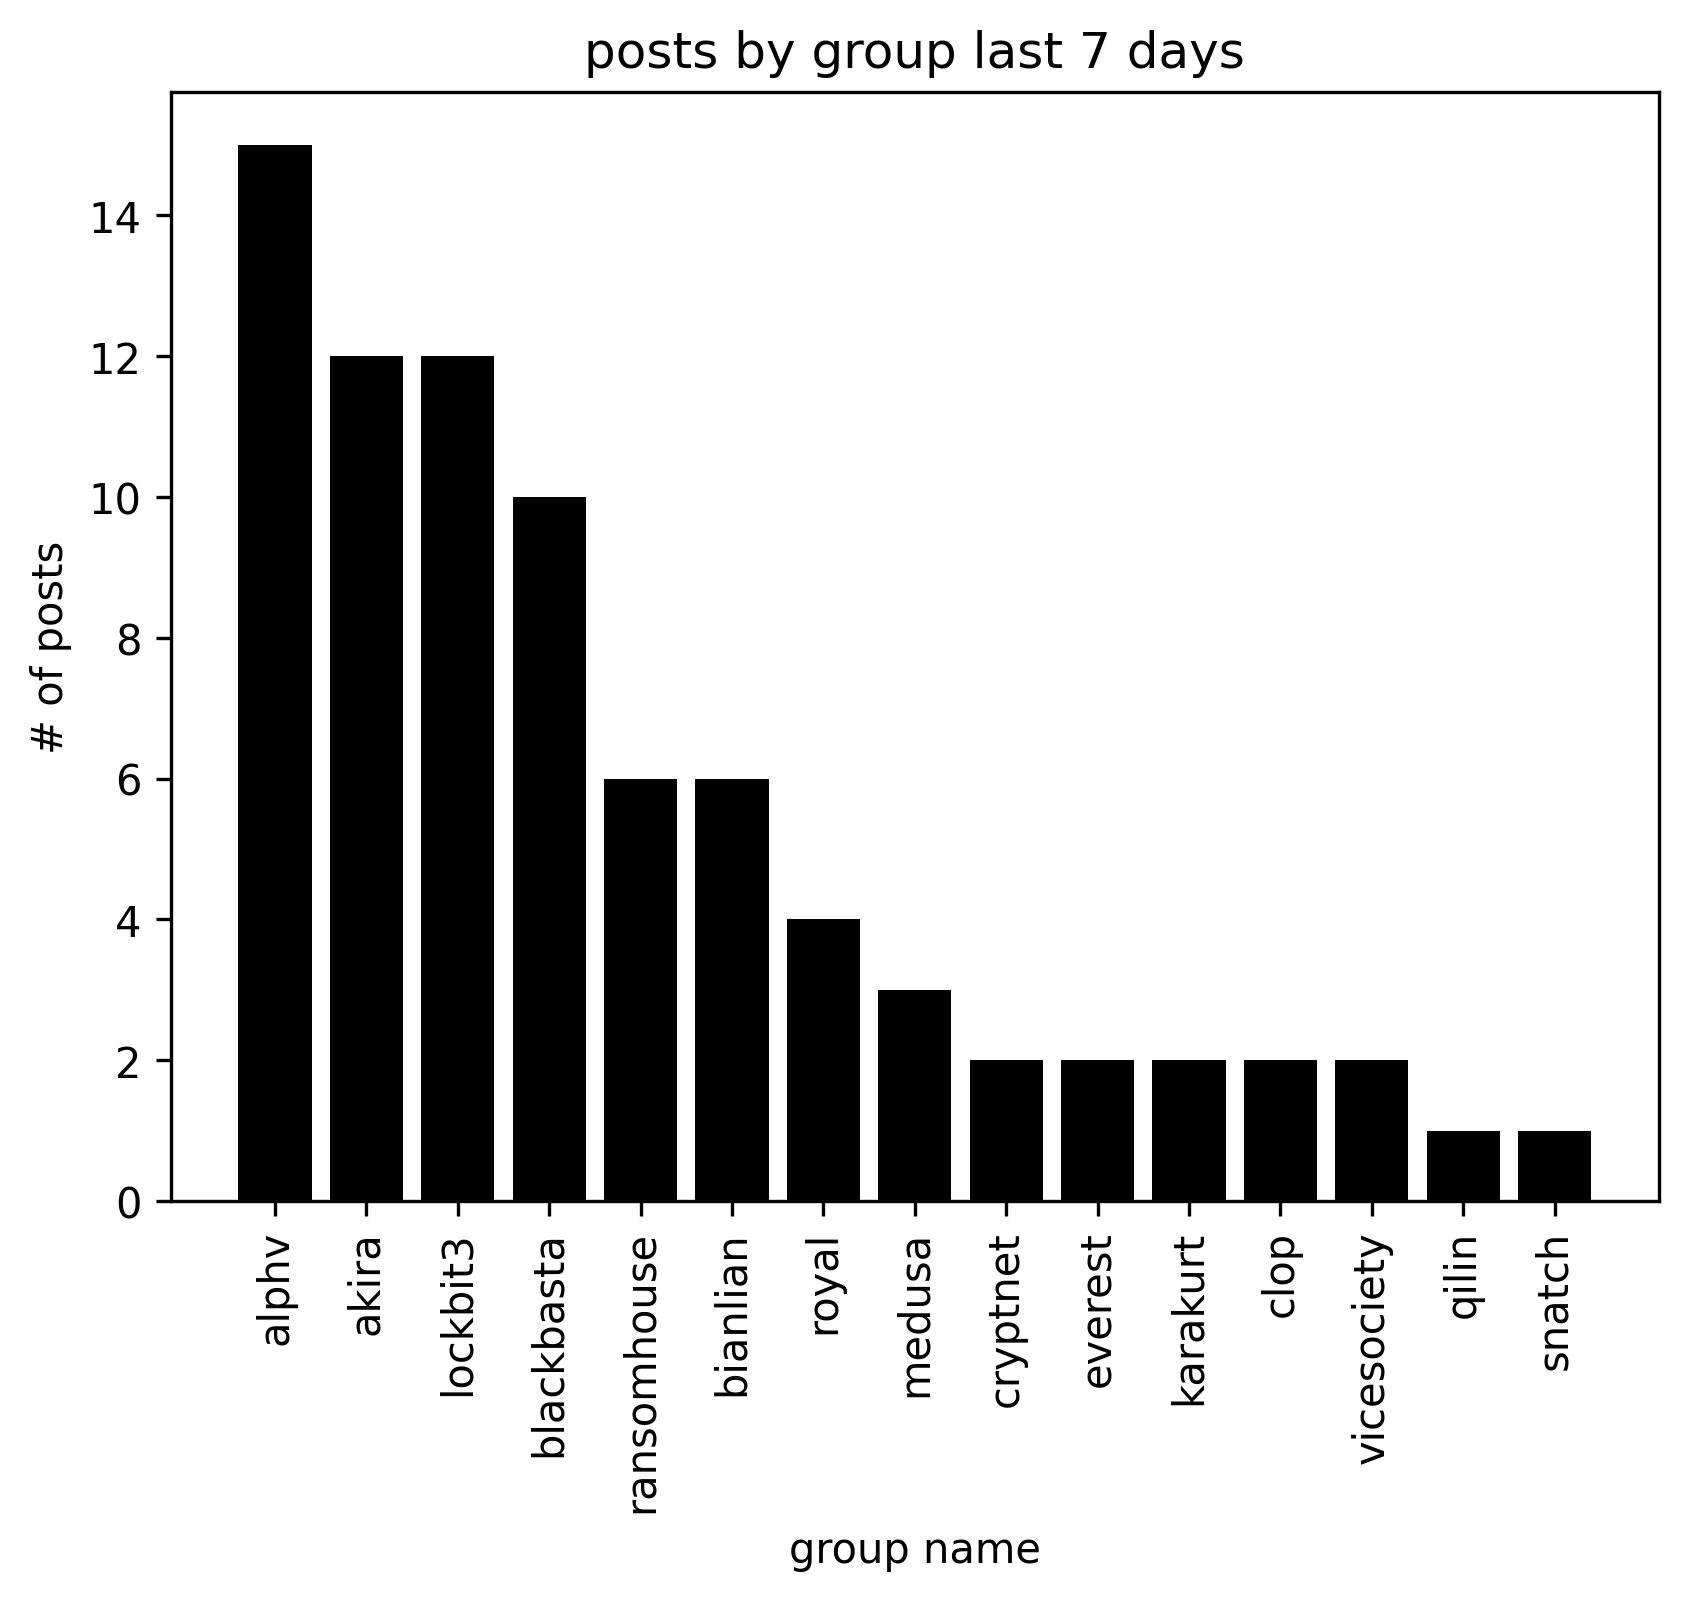 posts by group last 7 days
# of posts
14
12
10
8
6
4
2
0
alphv
akira
lockbit3
blackbasta
ransomhouse
bianlian
royal
medusa
cryptnet
everest
karakurt
clop
vicesociety
qilin
snatch
group name